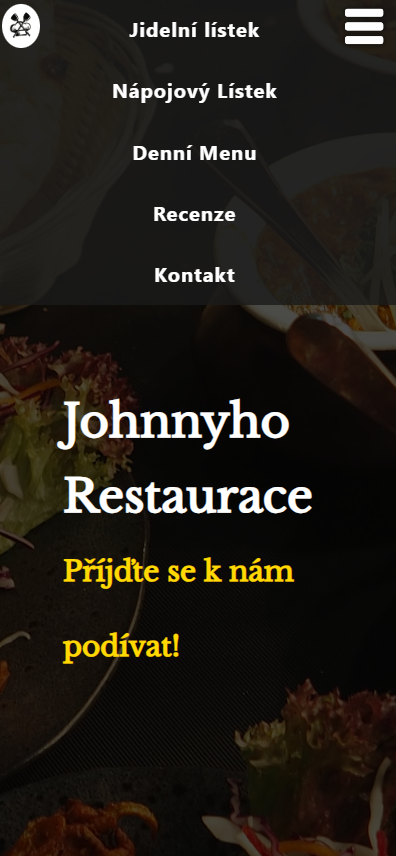 Jidelní lístek
Nápojový Lístek
Denní Menu
Recenze
Kontakt
Johnnyho
Restaurace
Příjďte se k nám
podívat!